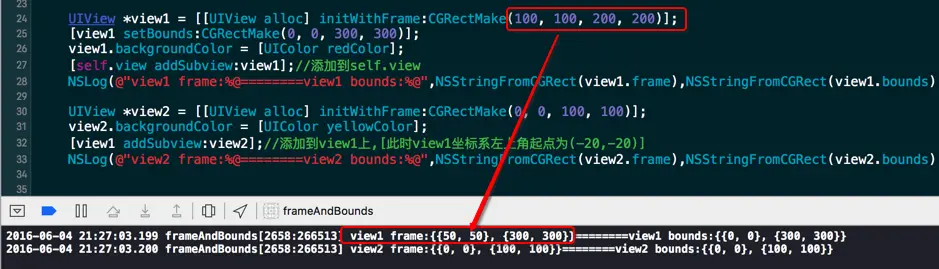 23
24 UIView *view1 = [[UIView alloc] initWithFrame:CGRectMake(100, 100, 200, 200)];
25 [view1 setBounds:CGRectMake(0, 0, 300, 300)];
26 view1.backgroundColor = [UIColor redColor];
27 [self.view addSubview:view1];//添加到self.view
28 NSLog(@"view1 frame:%@========view1 bounds:%@",NSStringFromCGRect(view1.frame),NSStringFromCGRect(view1.bounds)
29
30 UIView *view2 = [[UIView alloc] initWithFrame:CGRectMake(0, 0, 100, 100)];
31 view2.backgroundColor = [UIColor yellowColor];
32 [view1 addSubview:view2];//添加到view1上,[此时view1坐标系左上角起点为(-20,-20)]
33 NSLog(@"view2 frame:%@========view2 bounds:%@",NSStringFromCGRect(view2.frame),NSStringFromCGRect(view2.bounds)
34
35
frameAndBounds
2016-06-04 21:27:03.199 frameAndBounds[2658:266513] view1 frame:{{50, 50}, {300, 300}}========view1 bounds:{{0, 0}, {300, 300}}
2016-06-04 21:27:03.200 frameAndBounds[2658:266513] view2 frame:{{0, 0}, {100, 100}}========view2 bounds:{{0, 0}, {100, 100}}